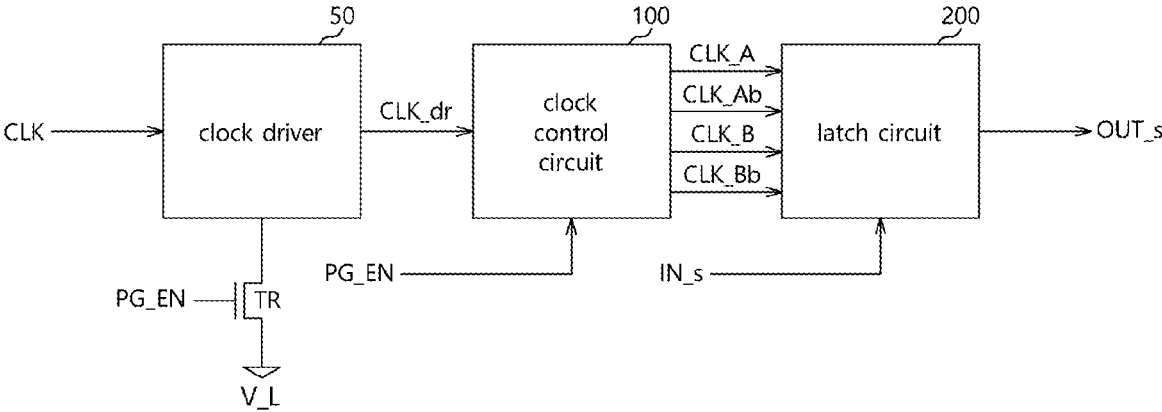 50
100
200
CLK
clock driver
CLK_dr
clock
control
circuit
CLK_A
CLK_Ab
CLK_B
CLK_Bb
latch circuit
OUT_s
PG_EN
TR
V_L
PG_EN
IN_s